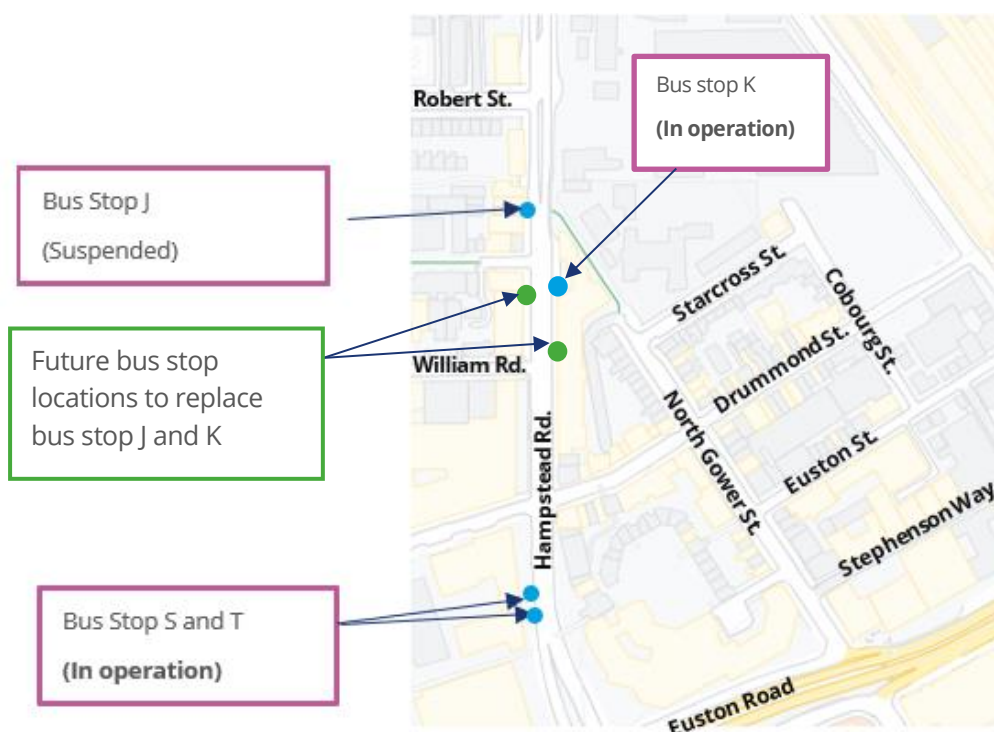 Bus stop K
(In operation)
Robert St.
Bus Stop J
(Suspended)
Starcross St.
Cobourg St.
Future bus stop
locations to replace
bus stop J and K
William Rd.
Drummond St.
North Gower St.
Euston St.
Hampstead Rd.
Stephenson Way
Bus Stop S and T
(In operation)
Euston Road